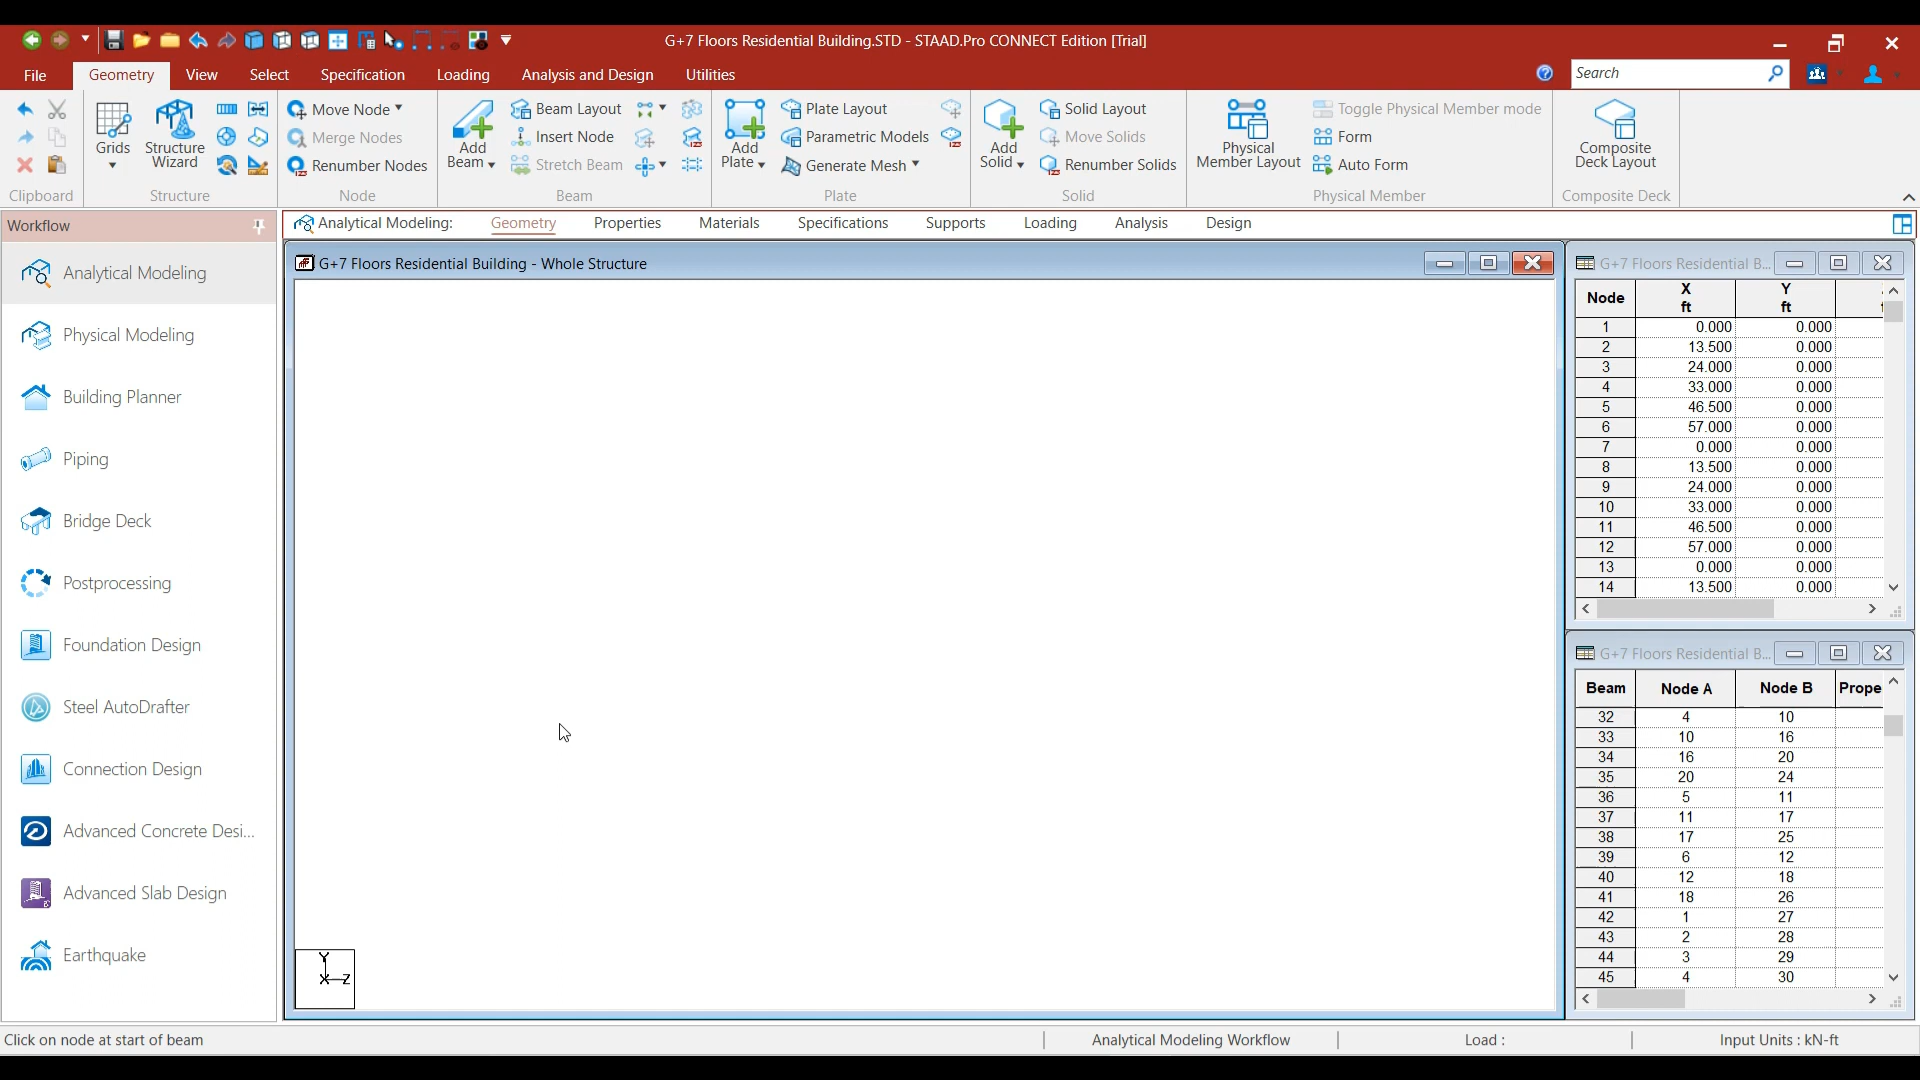 G+7 Floors Residential Building.STD - STAAD.Pro CONNECT Edition [Trial]
File Geometry View Select Specification Loading Analysis and Design Utilities Search
Move Node Beam Layout Plate Layout Solid Layout Toggle Physical Member mode
Grids Structure Wizard Merge Nodes Add Beam Insert Node Add Plate Parametric Models Add Solid Move Solids Physical Member Layout Form Composite Deck Layout
Renumber Nodes Stretch Beam Generate Mesh Renumber Solids Auto Form
Clipboard Structure Node Beam Plate Solid Physical Member Composite Deck
Workflow
Analytical Modeling
Physical Modeling
Building Planner
Piping
Bridge Deck
Postprocessing
Foundation Design
Steel AutoDrafter
Connection Design
Advanced Concrete Desi...
Advanced Slab Design
Earthquake
Analytical Modeling: Geometry Properties Materials Specifications Supports Loading Analysis Design
G+7 Floors Residential Building - Whole Structure
Y
X Z
G+7 Floors Residential B...
Node X ft Y ft
1 0.000 0.000
2 13.500 0.000
3 24.000 0.000
4 33.000 0.000
5 46.500 0.000
6 57.000 0.000
7 0.000 0.000
8 13.500 0.000
9 24.000 0.000
10 33.000 0.000
11 46.500 0.000
12 57.000 0.000
13 0.000 0.000
14 13.500 0.000
G+7 Floors Residential B...
Beam Node A Node B Prope
32 4 10
33 10 16
34 16 20
35 20 24
36 5 11
37 11 17
38 17 25
39 6 12
40 12 18
41 18 26
42 1 27
43 2 28
44 3 29
45 4 30
Click on node at start of beam Analytical Modeling Workflow Load : Input Units : kN-ft